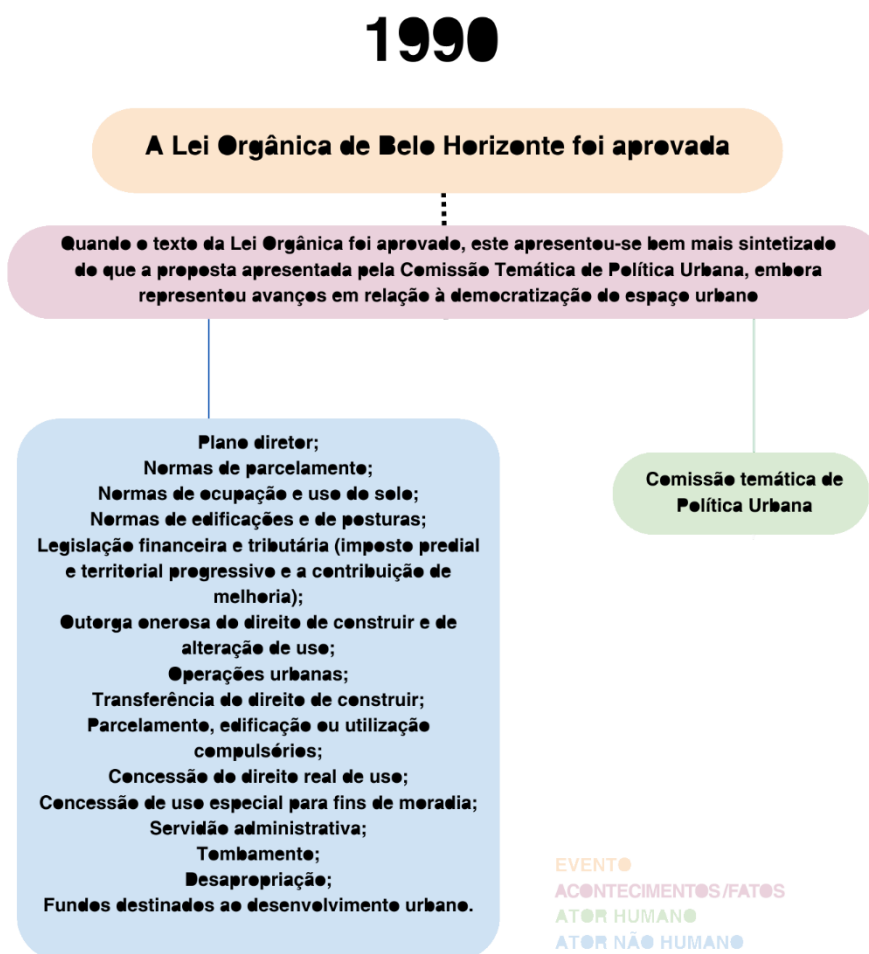 1990
A Lei Orgânica de Belo Horizonte foi aprovada
Quando o texto da Lei Orgânica foi aprovado, este apresentou-se bem mais sintetizado
do que a proposta apresentada pela Comissão Temática de Política Urbana, embora
representou avanços em relação à democratização do espaço urbano
Plano diretor;
Normas de parcelamento;
Normas de ocupação e uso do solo;
Normas de edificações e de posturas;
Legislação financeira e tributária (imposto predial
e territorial progressivo e a contribuição de
melhoria);
Outorga onerosa do direito de construir e de
alteração de uso;
Operações urbanas;
Transferência do direito de construir;
Parcelamento, edificação ou utilização
compulsórios;
Concessão do direito real de uso;
Concessão de uso especial para fins de moradia;
Servidão administrativa;
Tombamento;
Desapropriação;
Fundos destinados ao desenvolvimento urbano.
Comissão temática de
Política Urbana
EVENTO
ACONTECIMENTOS/FATOS
ATOR HUMANO
ATOR NÃO HUMANO